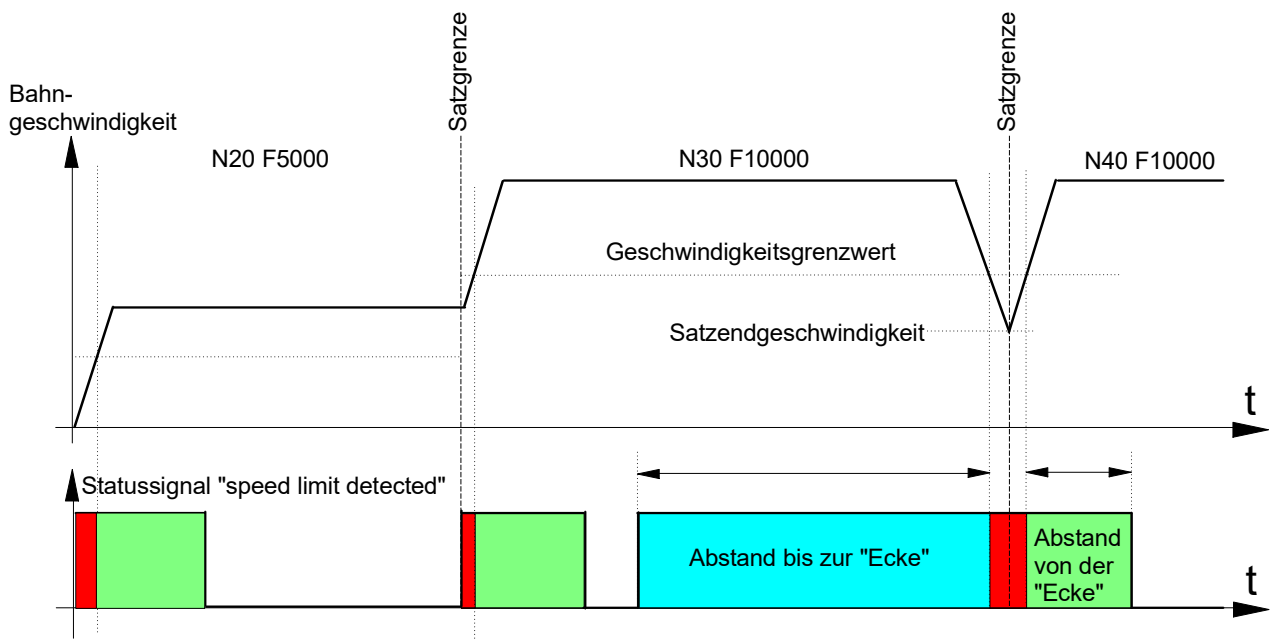 Satzgrenze
Satzgrenze
Bahn-
geschwindigkeit
N20 F5000
N30 F10000
N40 F10000
Geschwindigkeitsgrenzwert
Satzendgeschwindigkeit
t
Statussignal "speed limit detected"
Abstand bis zur "Ecke"
Abstand
von der
"Ecke"
t